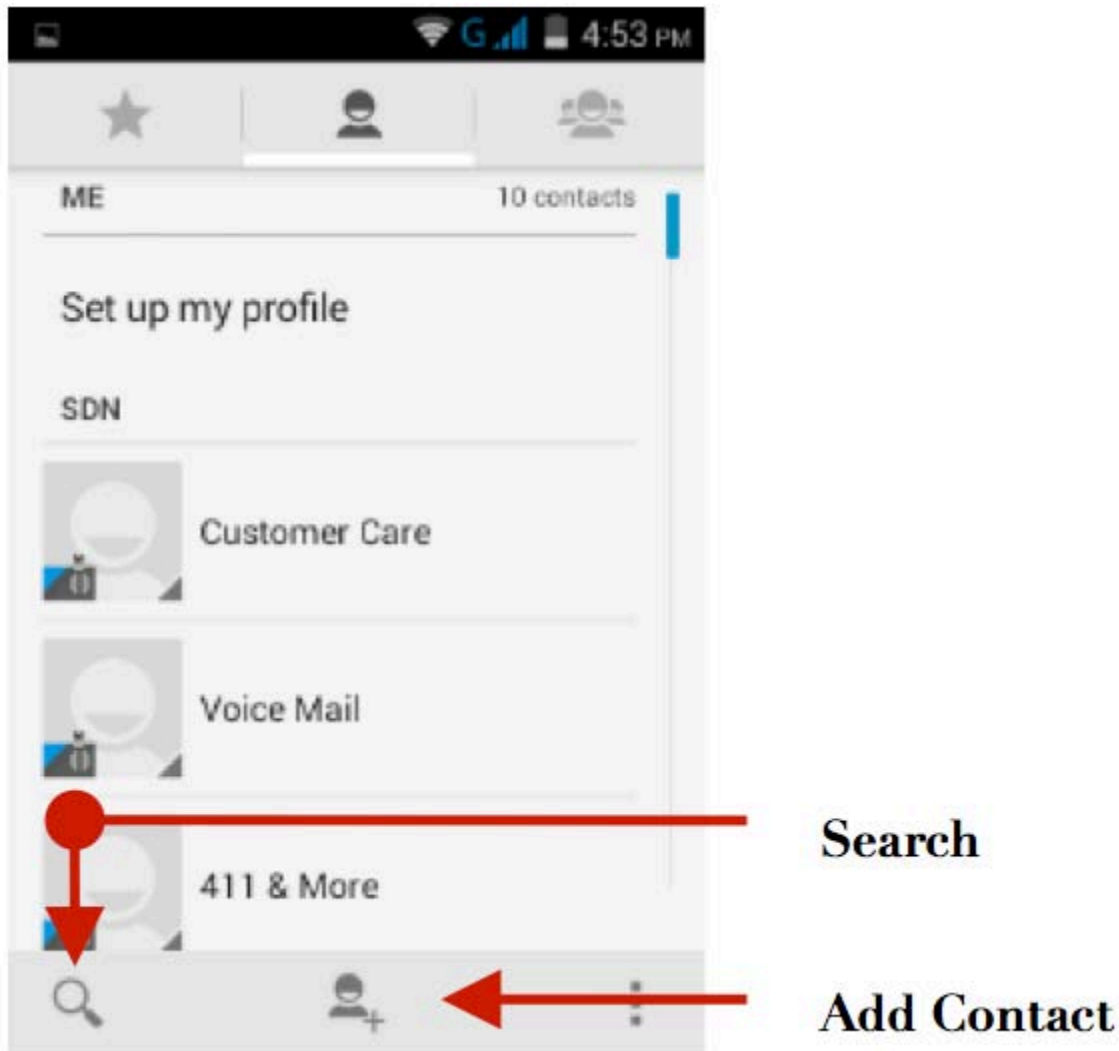 G 4:53 PM
ME 10 contacts
Set up my profile
SDN
Customer Care
Voice Mail
Search
411 & More
Add Contact